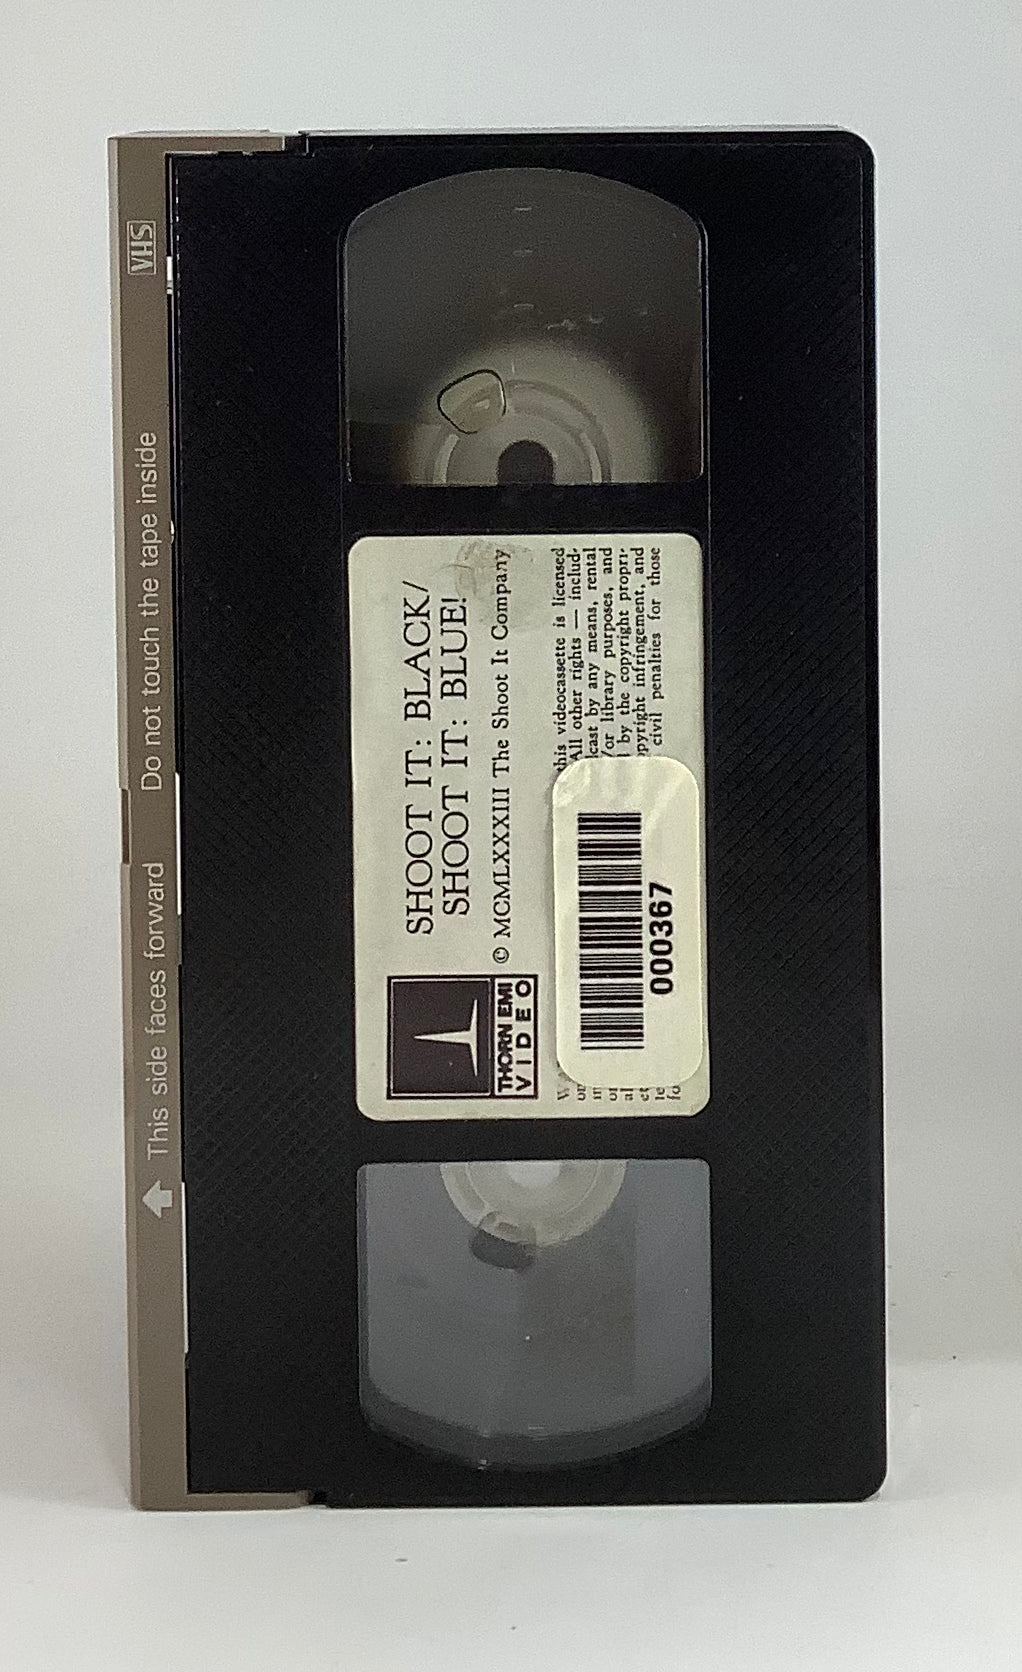 VHS
Do not touch the tape inside
This side faces forward
SHOOT IT: BLACK/
SHOOT IT: BLUE!
© MCMLXXXIII The Shoot It Company
THORN EMI
VIDEO
this videocassette is licensed
All other rights — includ-
cast by any means, rental
/or library purposes, and
by the copyright propri-
opyright infringement, and
civil penalties for those
000367